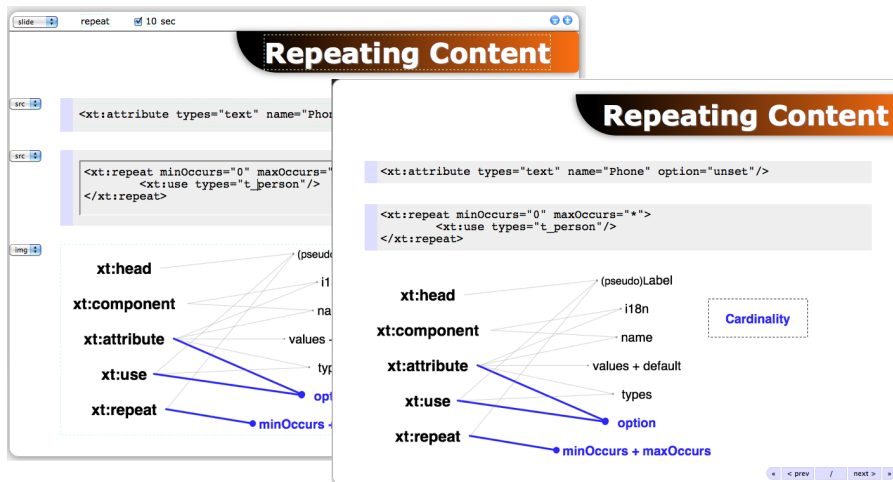 slide
repeat
10 sec
Repeating Content
src
<xt:attribute types="text" name="Phon
src
<xt:repeat minOccurs="0" maxOccurs="
<xt:use types="t_person"/>
</xt:repeat>
img
(pseudo
xt:head
i1
xt:component
na
xt:attribute
values -
typ
xt:use
opt
xt:repeat
minOccurs +
Repeating Content
<xt:attribute types="text" name="Phone" option="unset"/>
<xt:repeat minOccurs="0" maxOccurs="*">
<xt:use types="t_person"/>
</xt:repeat>
(pseudo)Label
xt:head
i18n
Cardinality
xt:component
name
xt:attribute
values + default
types
xt:use
option
xt:repeat
minOccurs + maxOccurs
« < prev / next > »